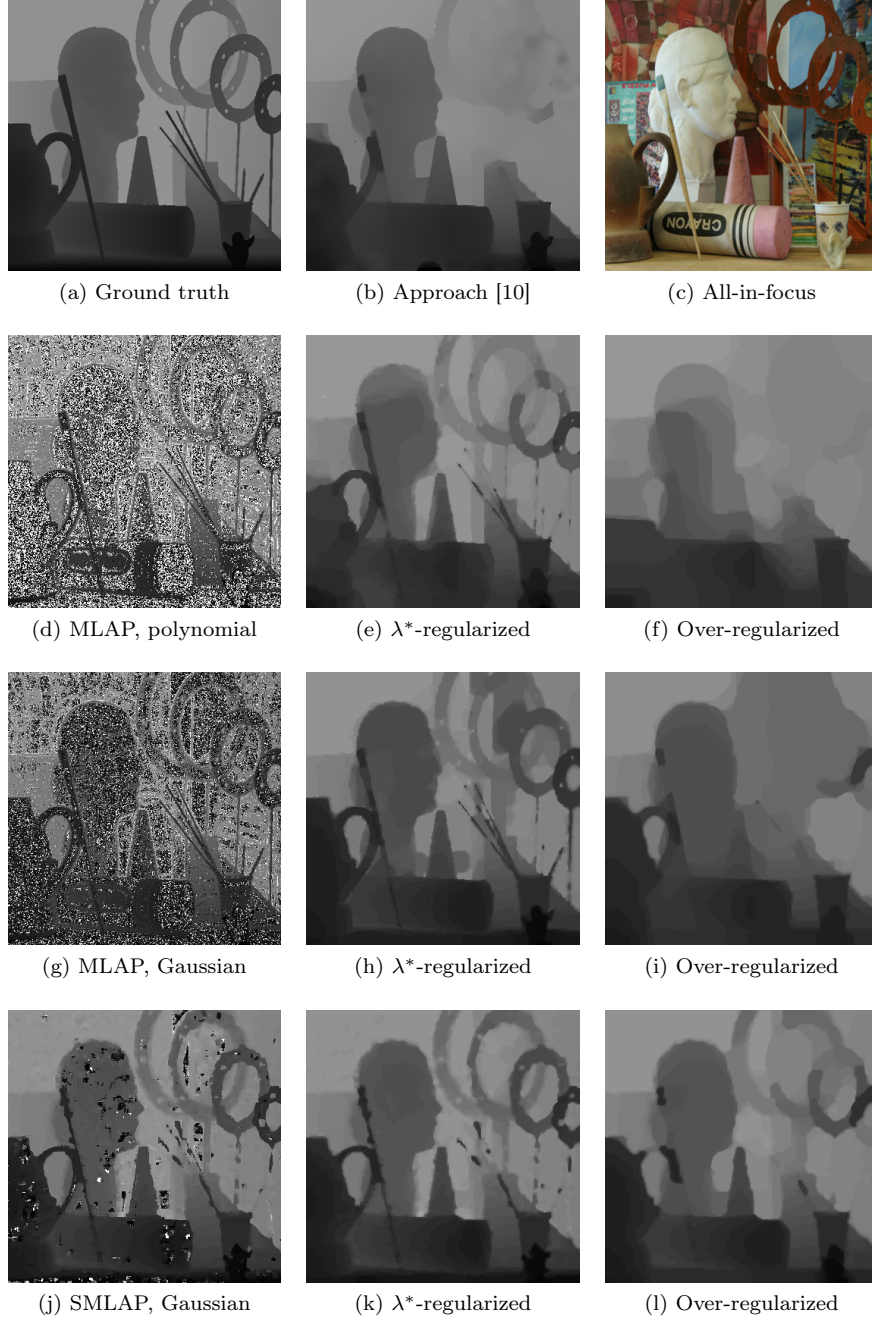 CRAYON
(a) Ground truth
(b) Approach [10]
(c) All-in-focus
(d) MLAP, polynomial
(e) λ*-regularized
(f) Over-regularized
(g) MLAP, Gaussian
(h) λ*-regularized
(i) Over-regularized
(j) SMLAP, Gaussian
(k) λ*-regularized
(l) Over-regularized